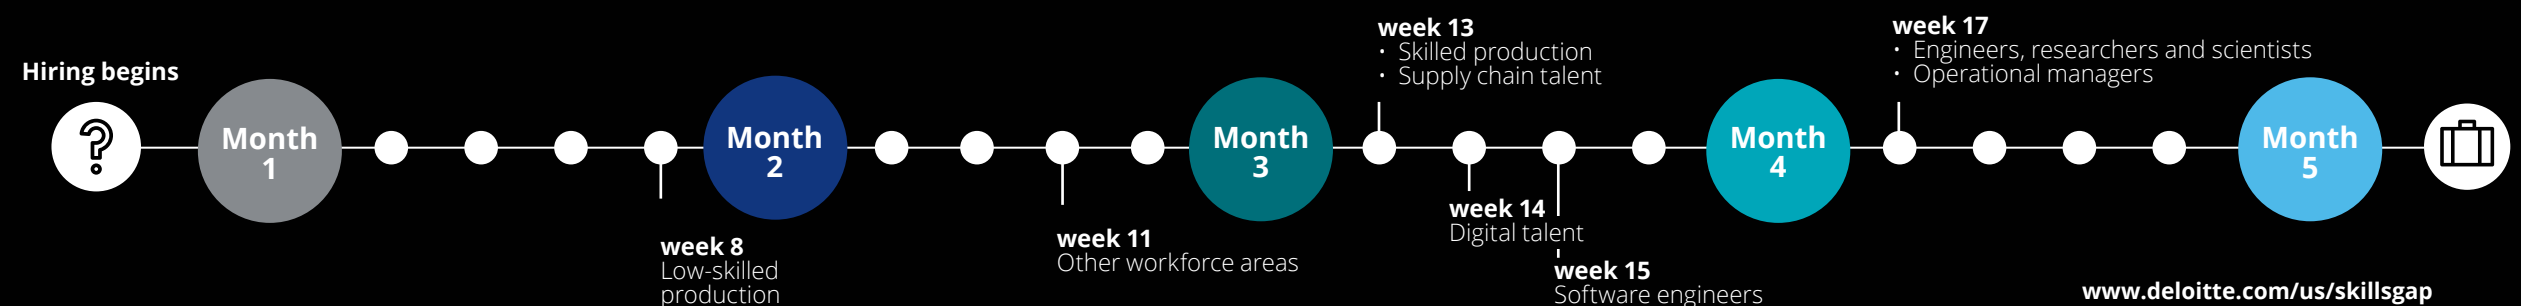 Hiring begins
Month
1
week 8
Low-skilled
production
Month
2
week 11
Other workforce areas
Month
3
week 13
• Skilled production
• Supply chain talent
week 14
Digital talent
week 15
Software engineers
Month
4
week 17
• Engineers, researchers and scientists
• Operational managers
Month
5
www.deloitte.com/us/skillsgap